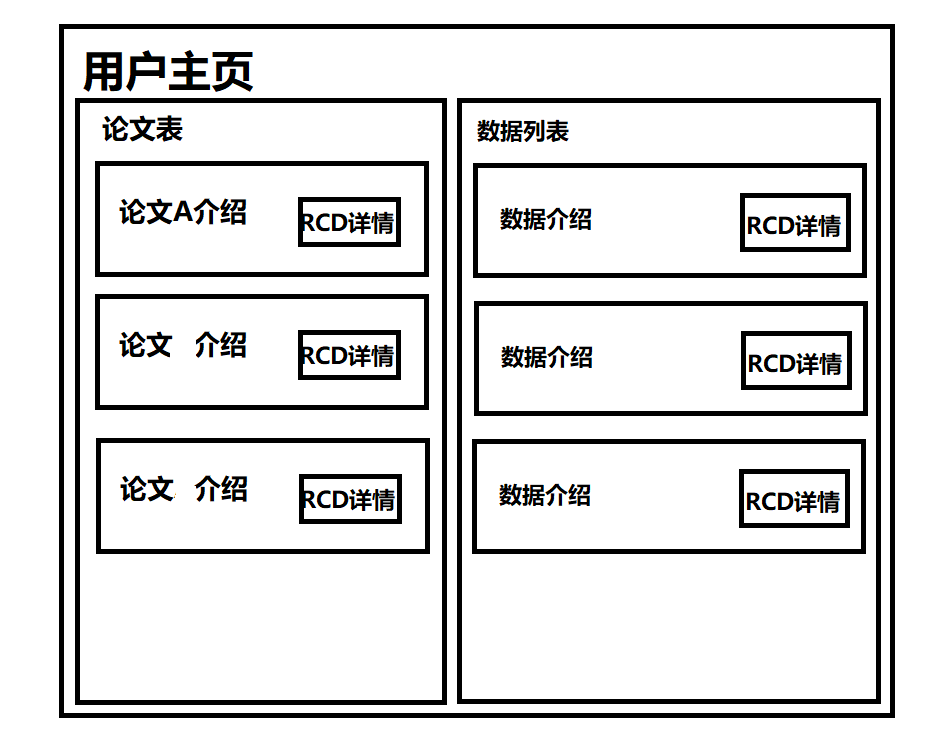 用户主页
论文表
论文A介绍
RCD详情
论文 介绍
RCD详情
论文 介绍
RCD详情
数据列表
数据介绍
RCD详情
数据介绍
RCD详情
数据介绍
RCD详情